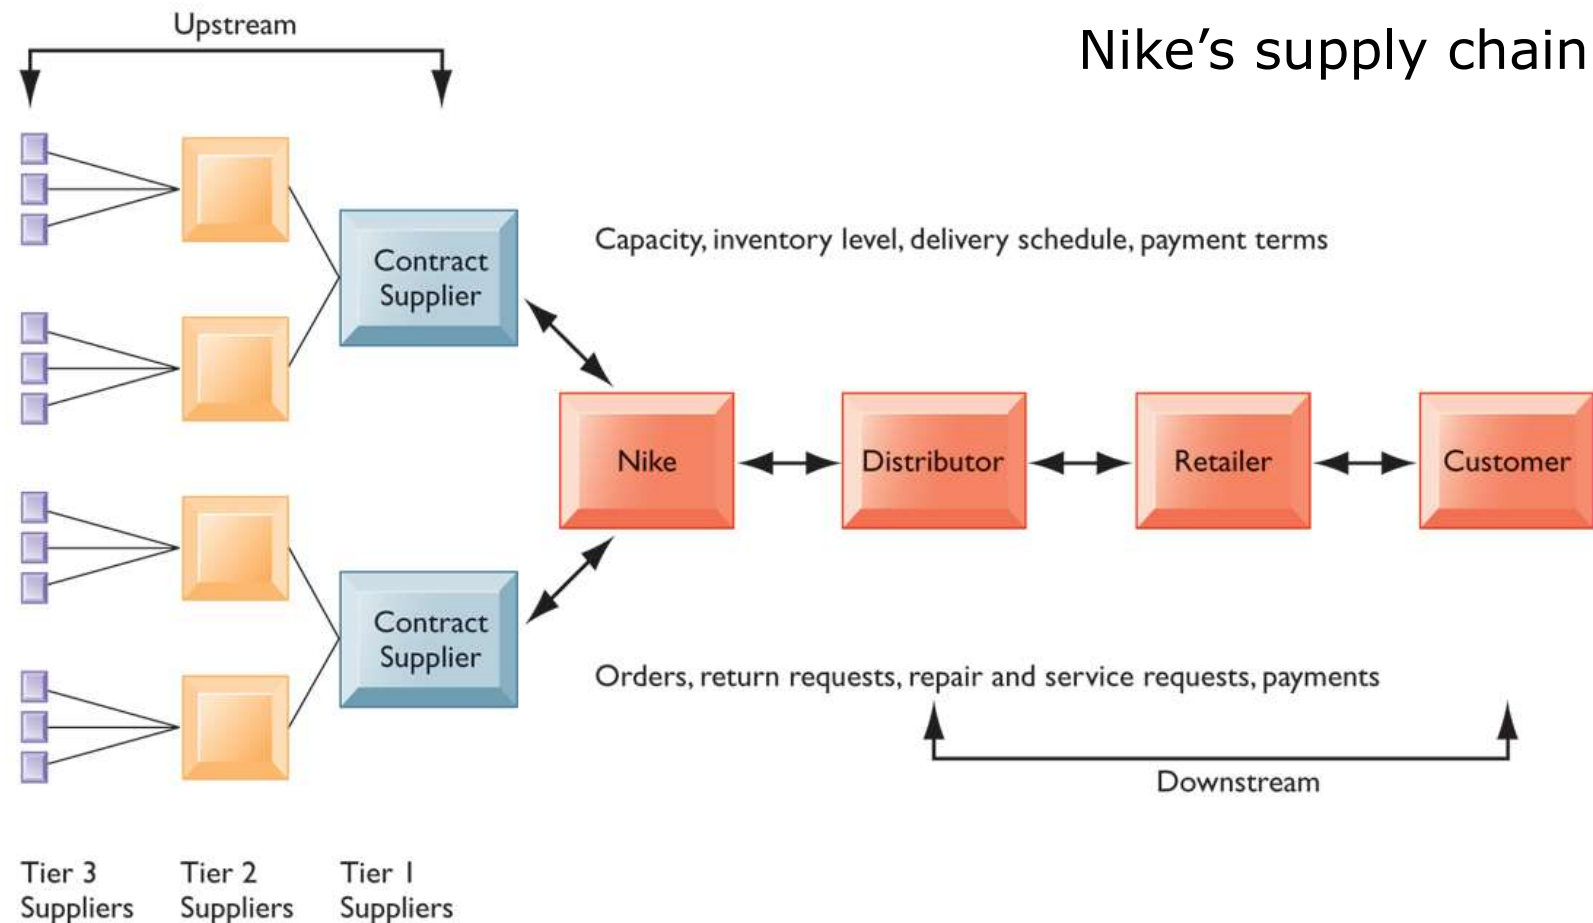 Upstream
Nike’s supply chain
Contract
Supplier
Capacity, inventory level, delivery schedule, payment terms
Nike
Distributor
Retailer
Customer
Contract
Supplier
Orders, return requests, repair and service requests, payments
Downstream
Tier 3
Suppliers
Tier 2
Suppliers
Tier 1
Suppliers